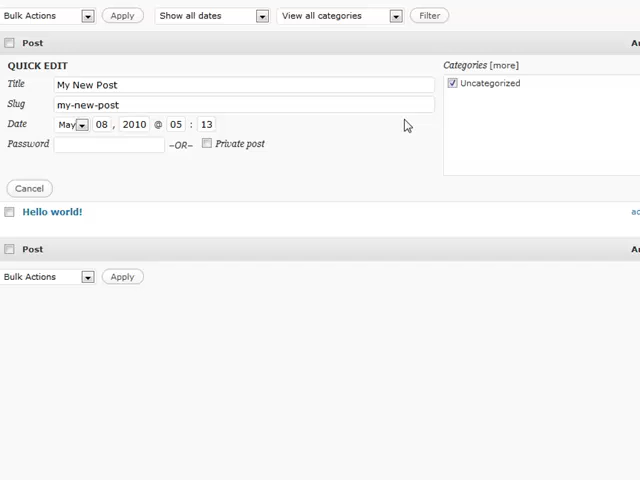 Bulk Actions Apply Show all dates View all categories Filter
Post
QUICK EDIT Categories [more]
Title My New Post Uncategorized
Slug my-new-post
Date May 08 , 2010 @ 05 : 13
Password –OR– Private post
Cancel
Hello world!
Post
Bulk Actions Apply